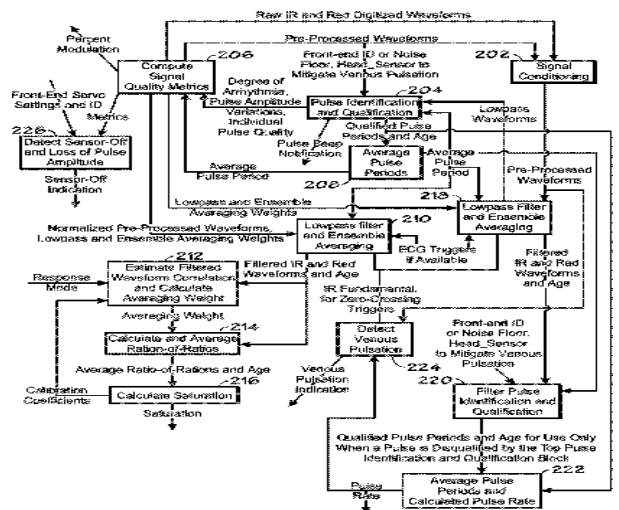 Raw IR and Red Digitized Waveforms
Percent
Modulation
Pre-Processed Waveforms
206
Compute
Signal
Quality Metrics
Front-end ID or Noise
Floor, Head_Sensor to
Mitigate Venous Pulsation
202
Signal
Conditioning
Front-End Servo
Settings and ID
Metrics
Degree of
Arrhythmia,
Pulse Amplitude
Variations,
Individual
Pulse Quality
204
Pulse Identification
and Qualification
Lowpass
Waveforms
226
Detect Sensor-Off
and Loss of Pulse
Amplitude
Pulse Beep
Notification
Qualified Pulse
Periods and Age
Sensor-Off
Indication
Average
Pulse Period
Average
Pulse
Periods
208
Average
Pulse
Period
Pre-Processed
Waveforms
218
Lowpass and Ensemble
Averaging Weights
Lowpass Filter
and Ensemble
Averaging
Normalized Pre-Processed Waveforms,
Lowpass and Ensemble Averaging Weights
210
Lowpass filter
and Ensemble
Averaging
ECG Triggers
if Available
Filtered
IR and Red
Waveforms
and Age
Response
Mode
212
Estimate Filtered
Waveform Correlation
and Calculate
Averaging Weight
Filtered IR and Red
Waveforms and Age
IR Fundamental
for Zero-Crossing
Triggers
Averaging Weight
214
Calculate and Average
Ratio-of-Ratios
Detect
Venous
Pulsation
224
Front-end ID
or Noise Floor,
Head_Sensor
to Mitigate Venous
Pulsation
Average Ratio-of-Rations and Age
216
Calibration
Coefficients
Calculate Saturation
Saturation
Venous
Pulsation
Indication
220
Filter Pulse
Identification and
Qualification
Qualified Pulse Periods and Age for Use Only
When a Pulse is Disqualified by the Top Pulse
Identification and Qualification Block
222
Average Pulse
Periods and
Calculated Pulse Rate
Pulse
Rate